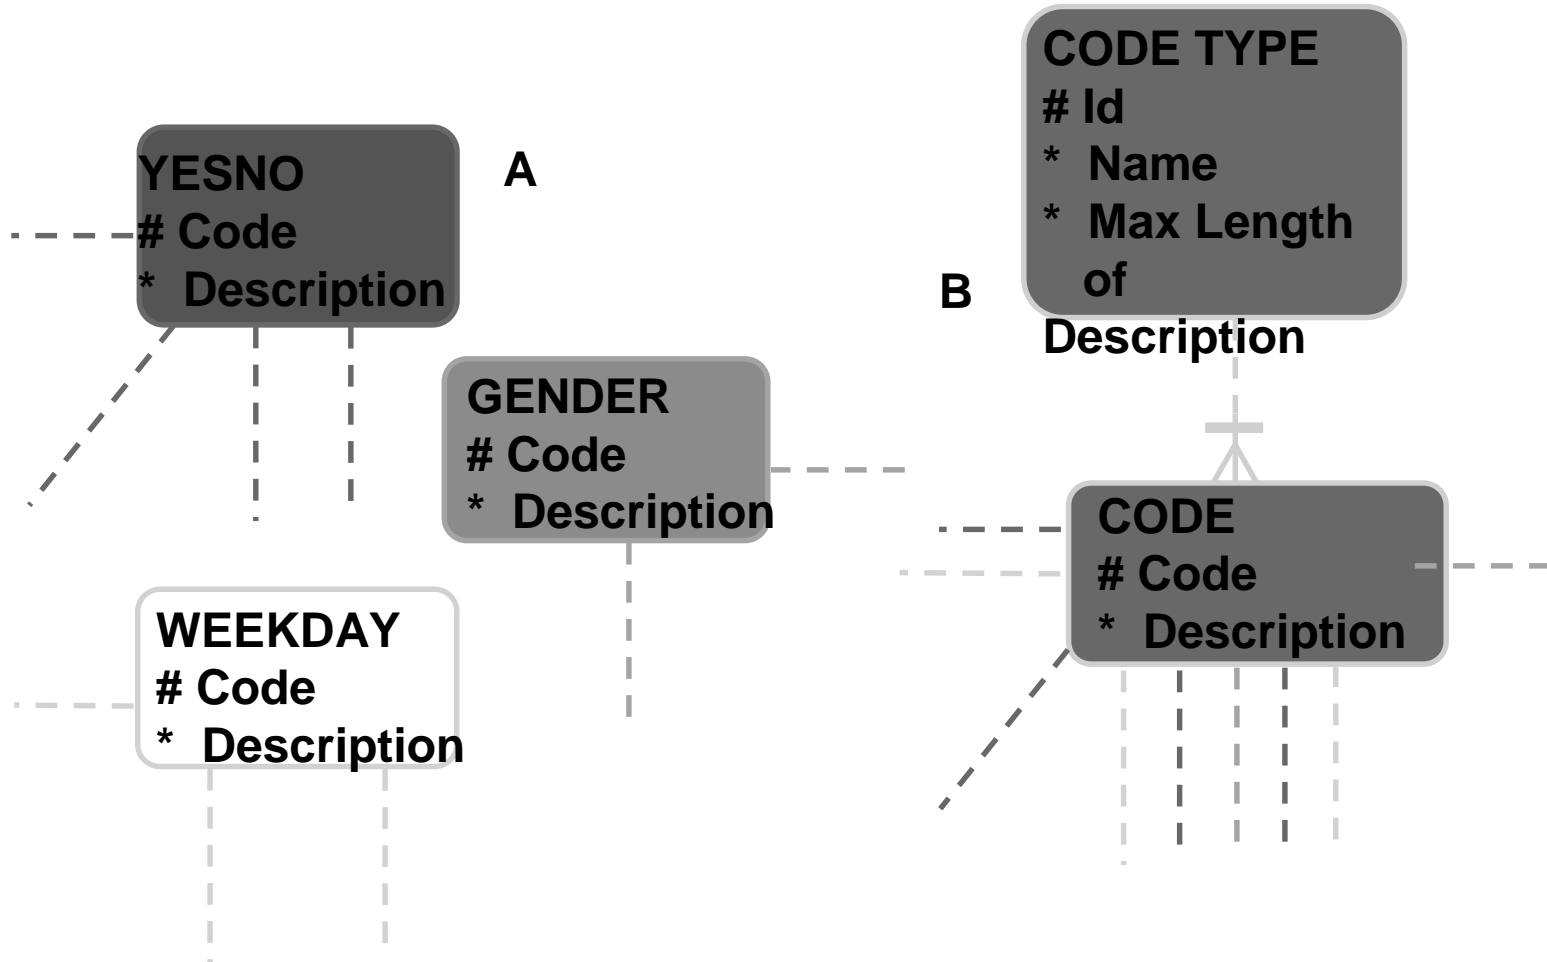 YESNO
# Code
* Description
A
GENDER
# Code
* Description
WEEKDAY
# Code
* Description
B
CODE TYPE
# Id
* Name
* Max Length
of
Description
CODE
# Code
* Description